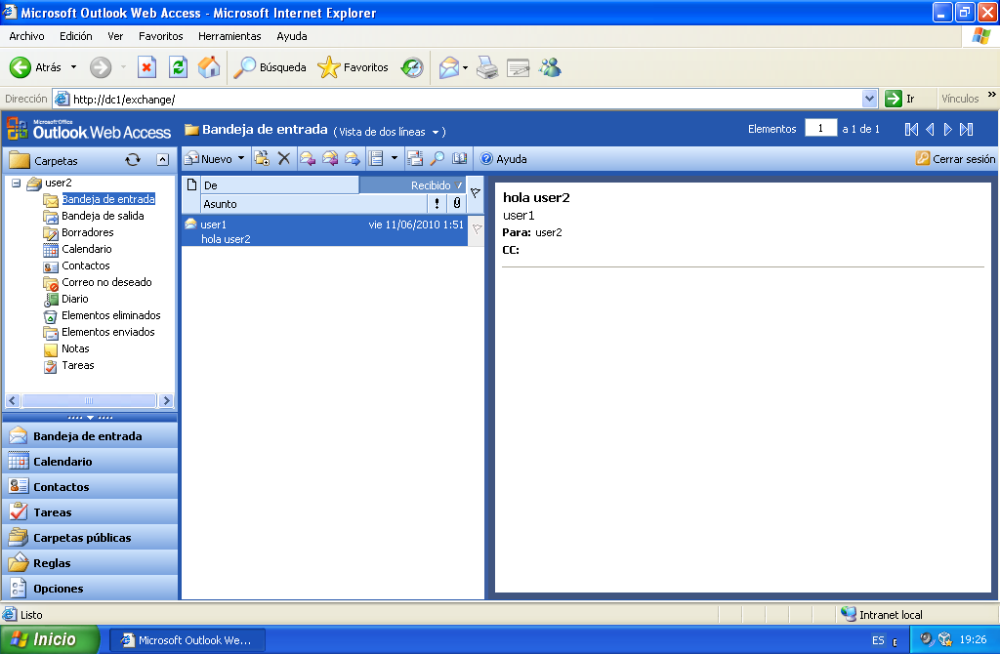 Microsoft Outlook Web Access - Microsoft Internet Explorer
Archivo Edición Ver Favoritos Herramientas Ayuda
Atrás Búsqueda Favoritos
Dirección http://dc1/exchange/ Ir Vínculos »
Microsoft Office
Outlook Web Access Bandeja de entrada (Vista de dos líneas) Elementos 1 a 1 de 1
Carpetas Nuevo Ayuda Cerrar sesión
user2
Bandeja de entrada
Bandeja de salida
Borradores
Calendario
Contactos
Correo no deseado
Diario
Elementos eliminados
Elementos enviados
Notas
Tareas
Bandeja de entrada
Calendario
Contactos
Tareas
Carpetas públicas
Reglas
Opciones
De Recibido
Asunto
user1 vie 11/06/2010 1:51
hola user2
hola user2
user1
Para: user2
CC:
Listo Intranet local
Inicio Microsoft Outlook We... ES 19:26